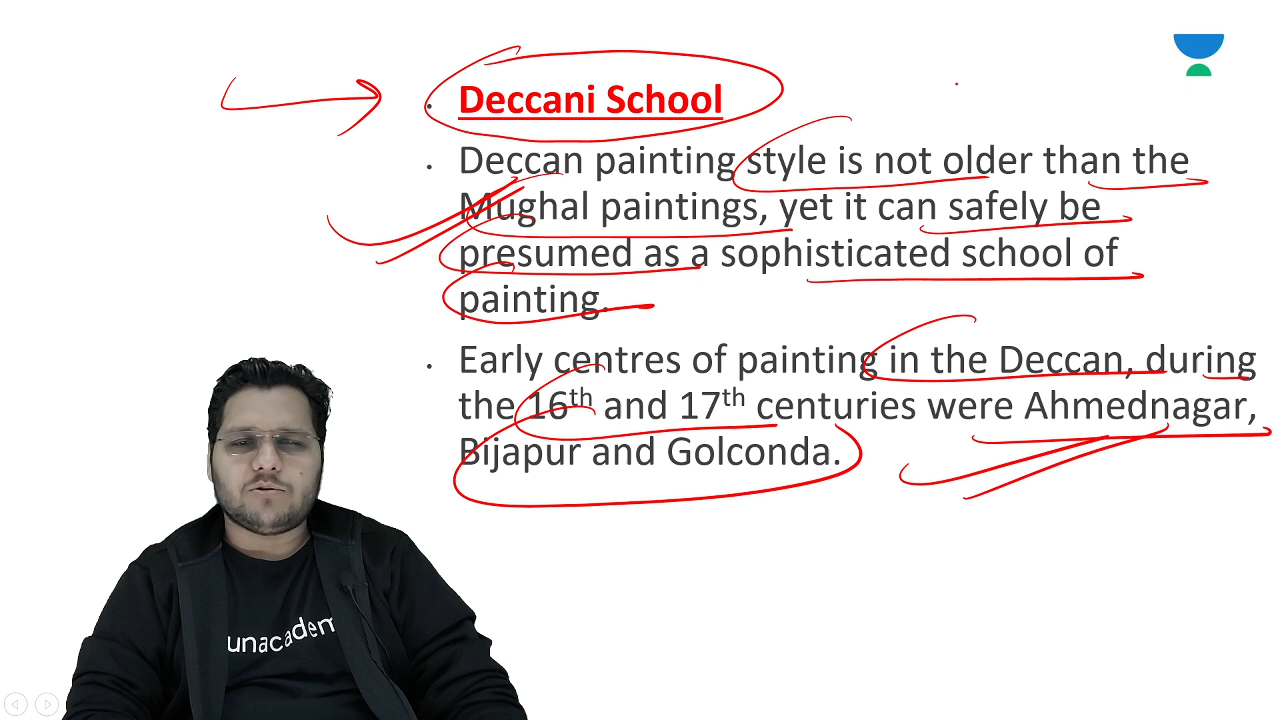 Deccani School
Deccan painting style is not older than the
Mughal paintings, yet it can safely be
presumed as a sophisticated school of
painting.
Early centres of painting in the Deccan, during
the 16th and 17th centuries were Ahmednagar,
Bijapur and Golconda.
unacadem